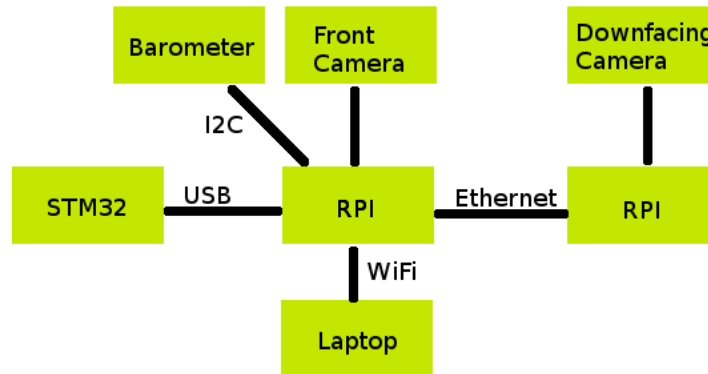 Barometer
Front
Camera
Downfacing
Camera
I2C
STM32
USB
RPI
Ethernet
RPI
WiFi
Laptop